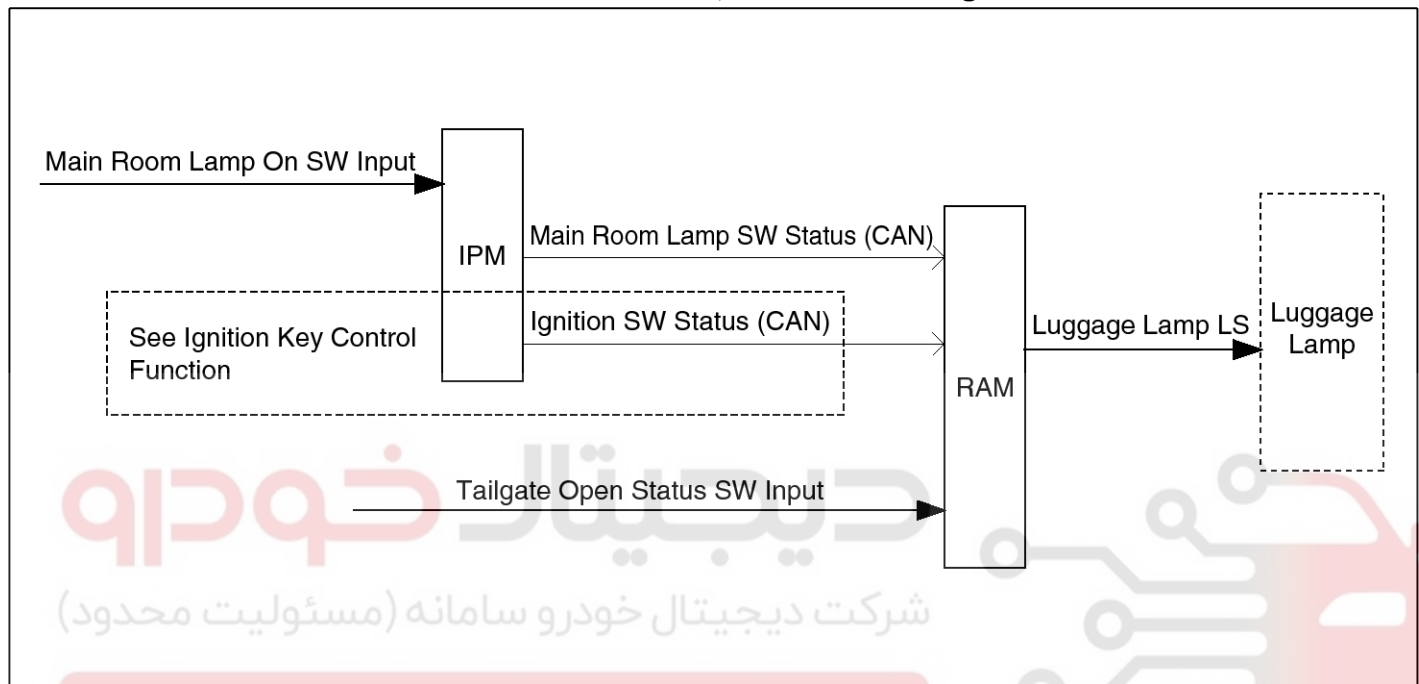 Main Room Lamp On SW Input
IPM
Main Room Lamp SW Status (CAN)
Ignition SW Status (CAN)
See Ignition Key Control
Function
RAM
Luggage Lamp LS
Luggage
Lamp
Tailgate Open Status SW Input
دیجیتال خودرو
شرکت دیجیتال خودرو سامانه (مسئولیت محدود)